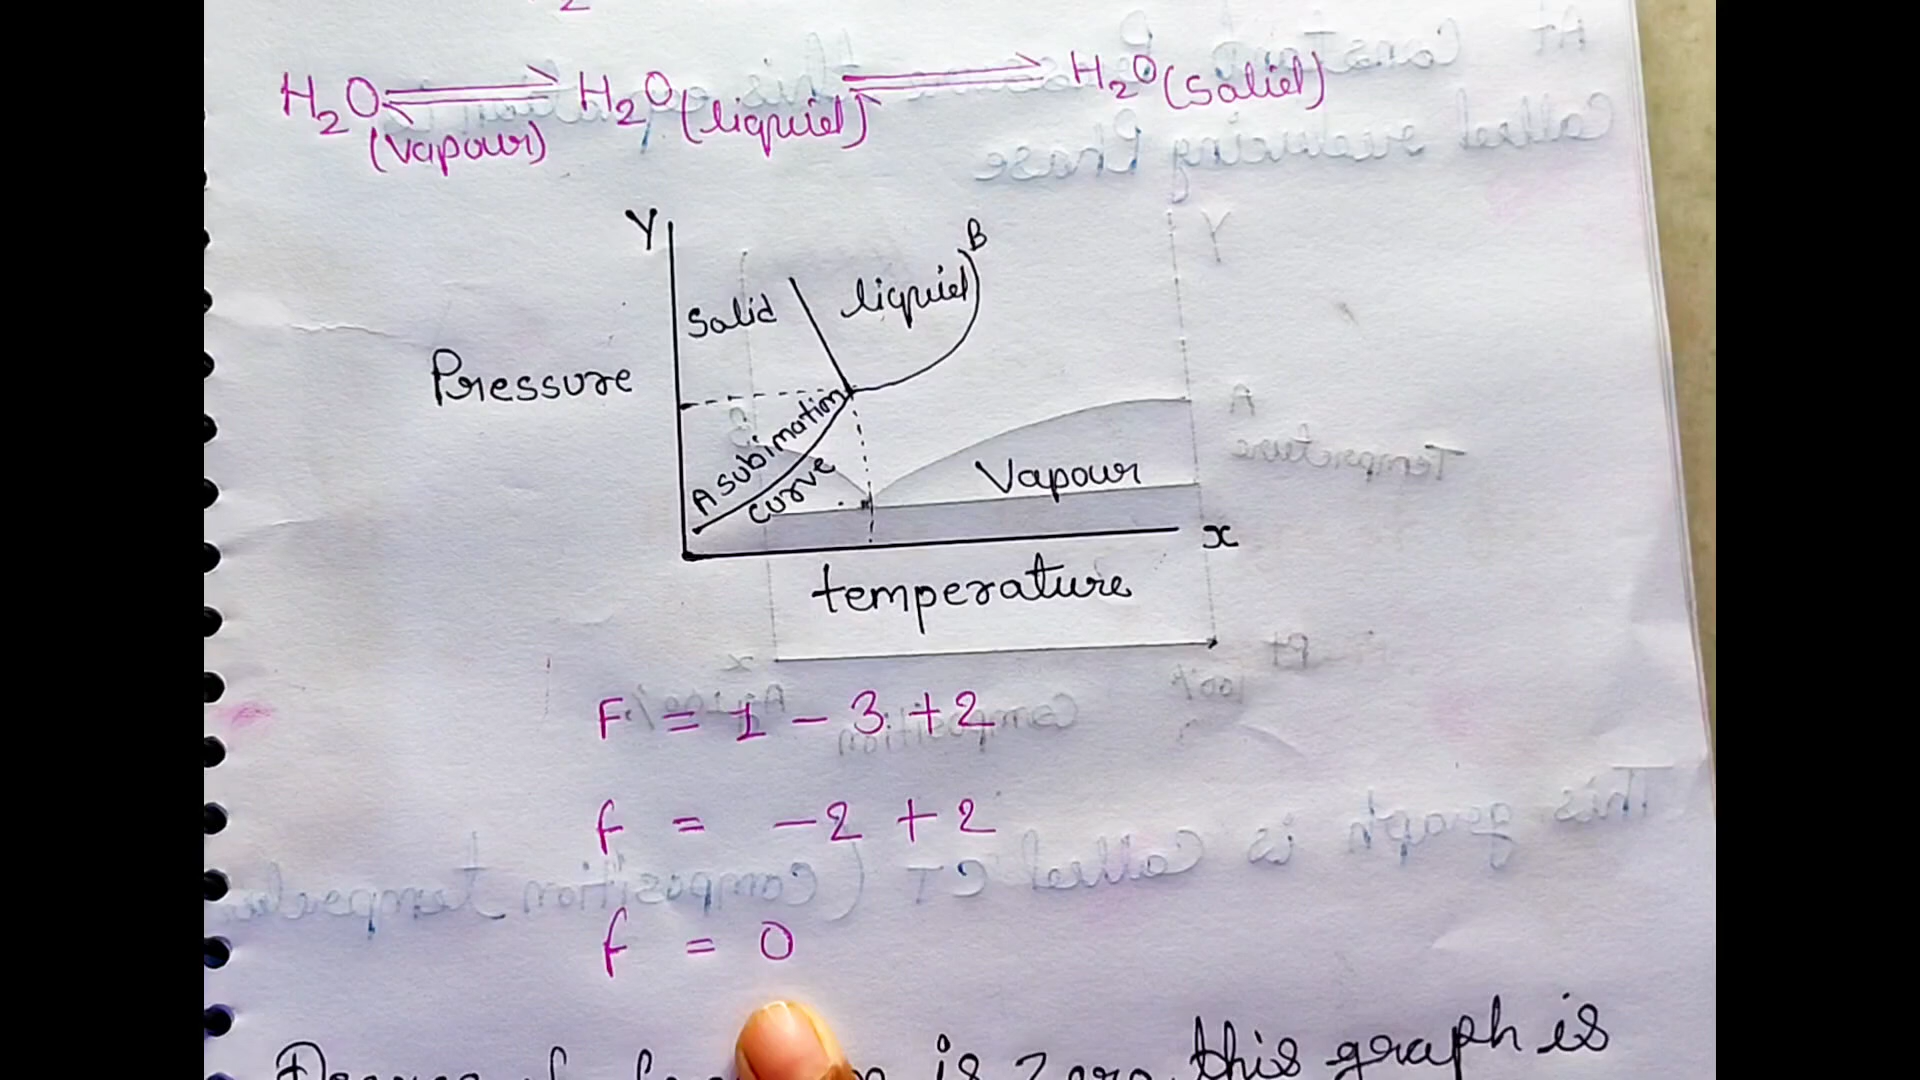 H2O ⇌ H2O ⇌ H2O (Solid)
(vapour) (liquid)
Y
B
Solid
liquid
Pressure
A subimation
curve
Vapour
x
temperature
F = 1 - 3 + 2
f = -2 + 2
f = 0
is zero, this graph is